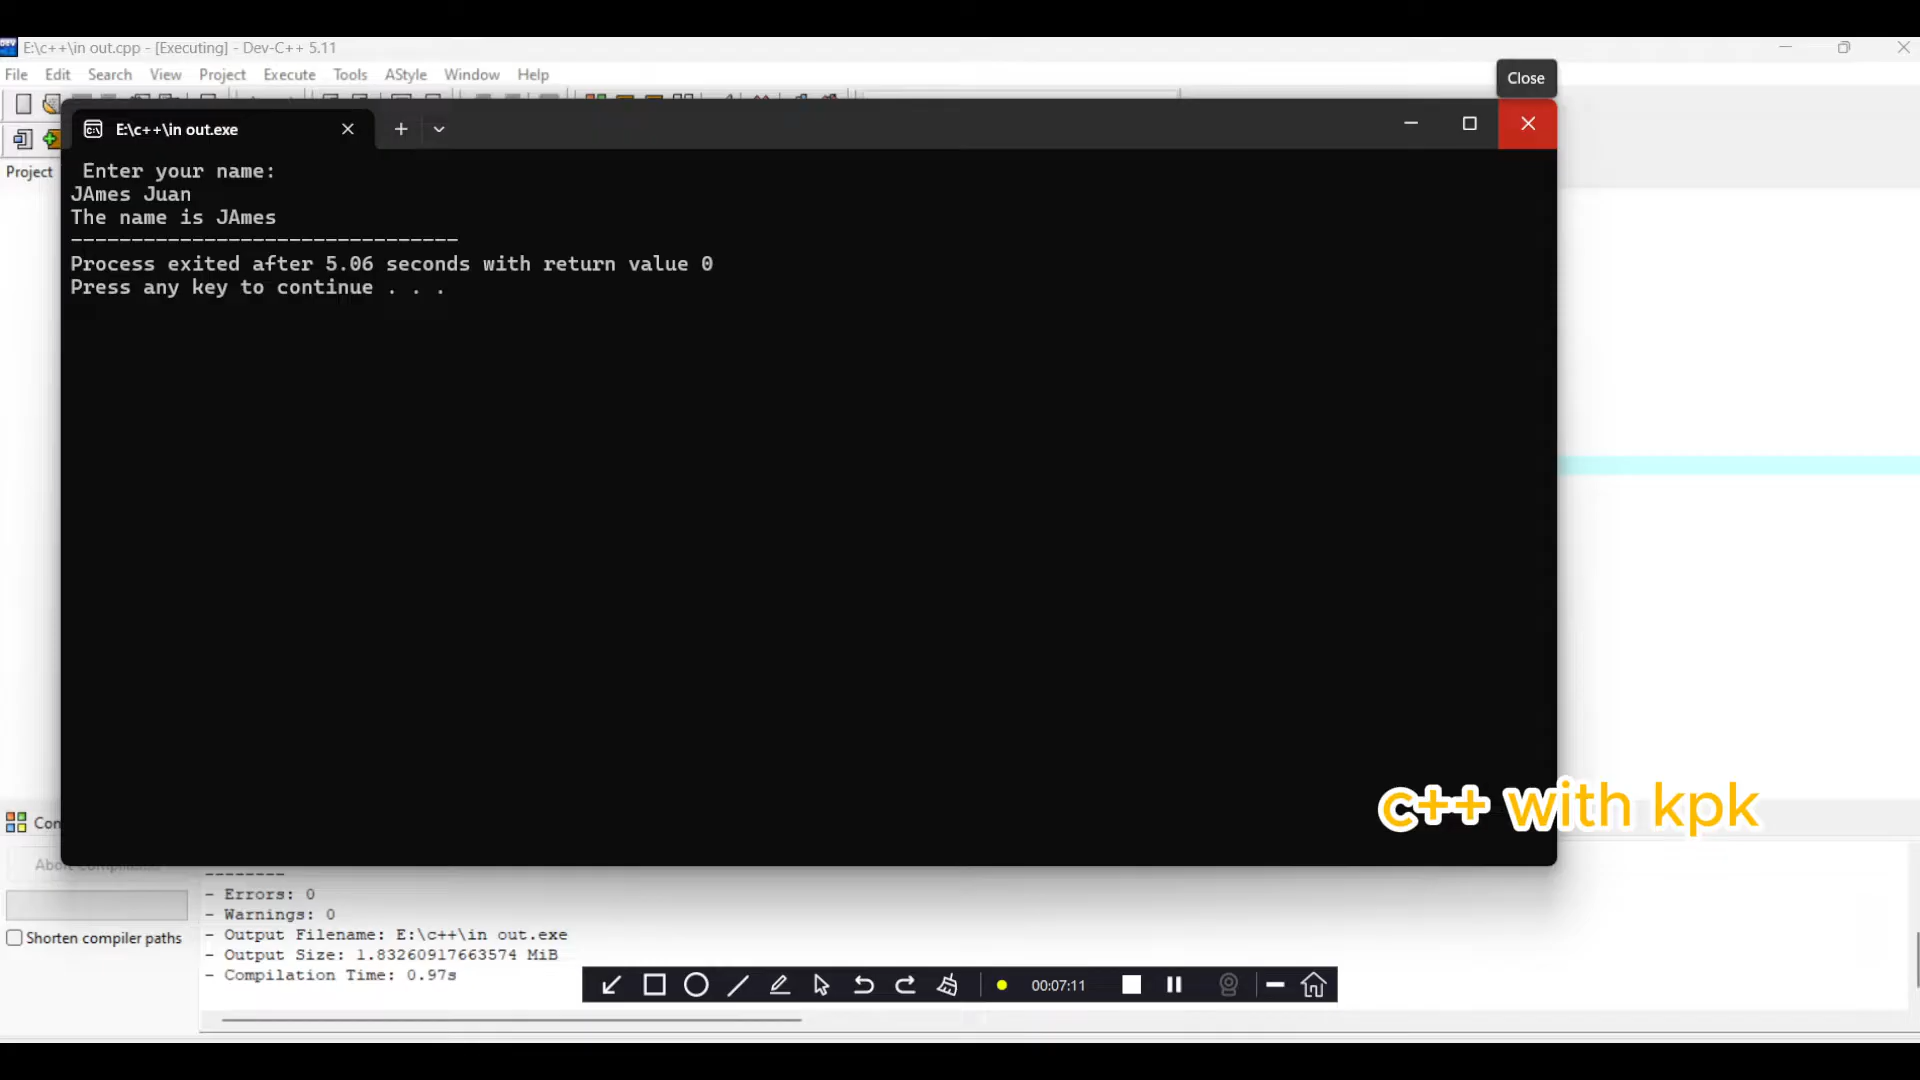 E:\c++\in out.cpp - [Executing] - Dev-C++ 5.11
File Edit Search View Project Execute Tools AStyle Window Help
Close
E:\c++\in out.exe
Project
Enter your name:
JAmes Juan
The name is JAmes
--------------------------------
Process exited after 5.06 seconds with return value 0
Press any key to continue . . .
c++ with kpk
--------
- Errors: 0
- Warnings: 0
- Output Filename: E:\c++\in out.exe
- Output Size: 1.83260917663574 MiB
- Compilation Time: 0.97s
Shorten compiler paths
00:07:11